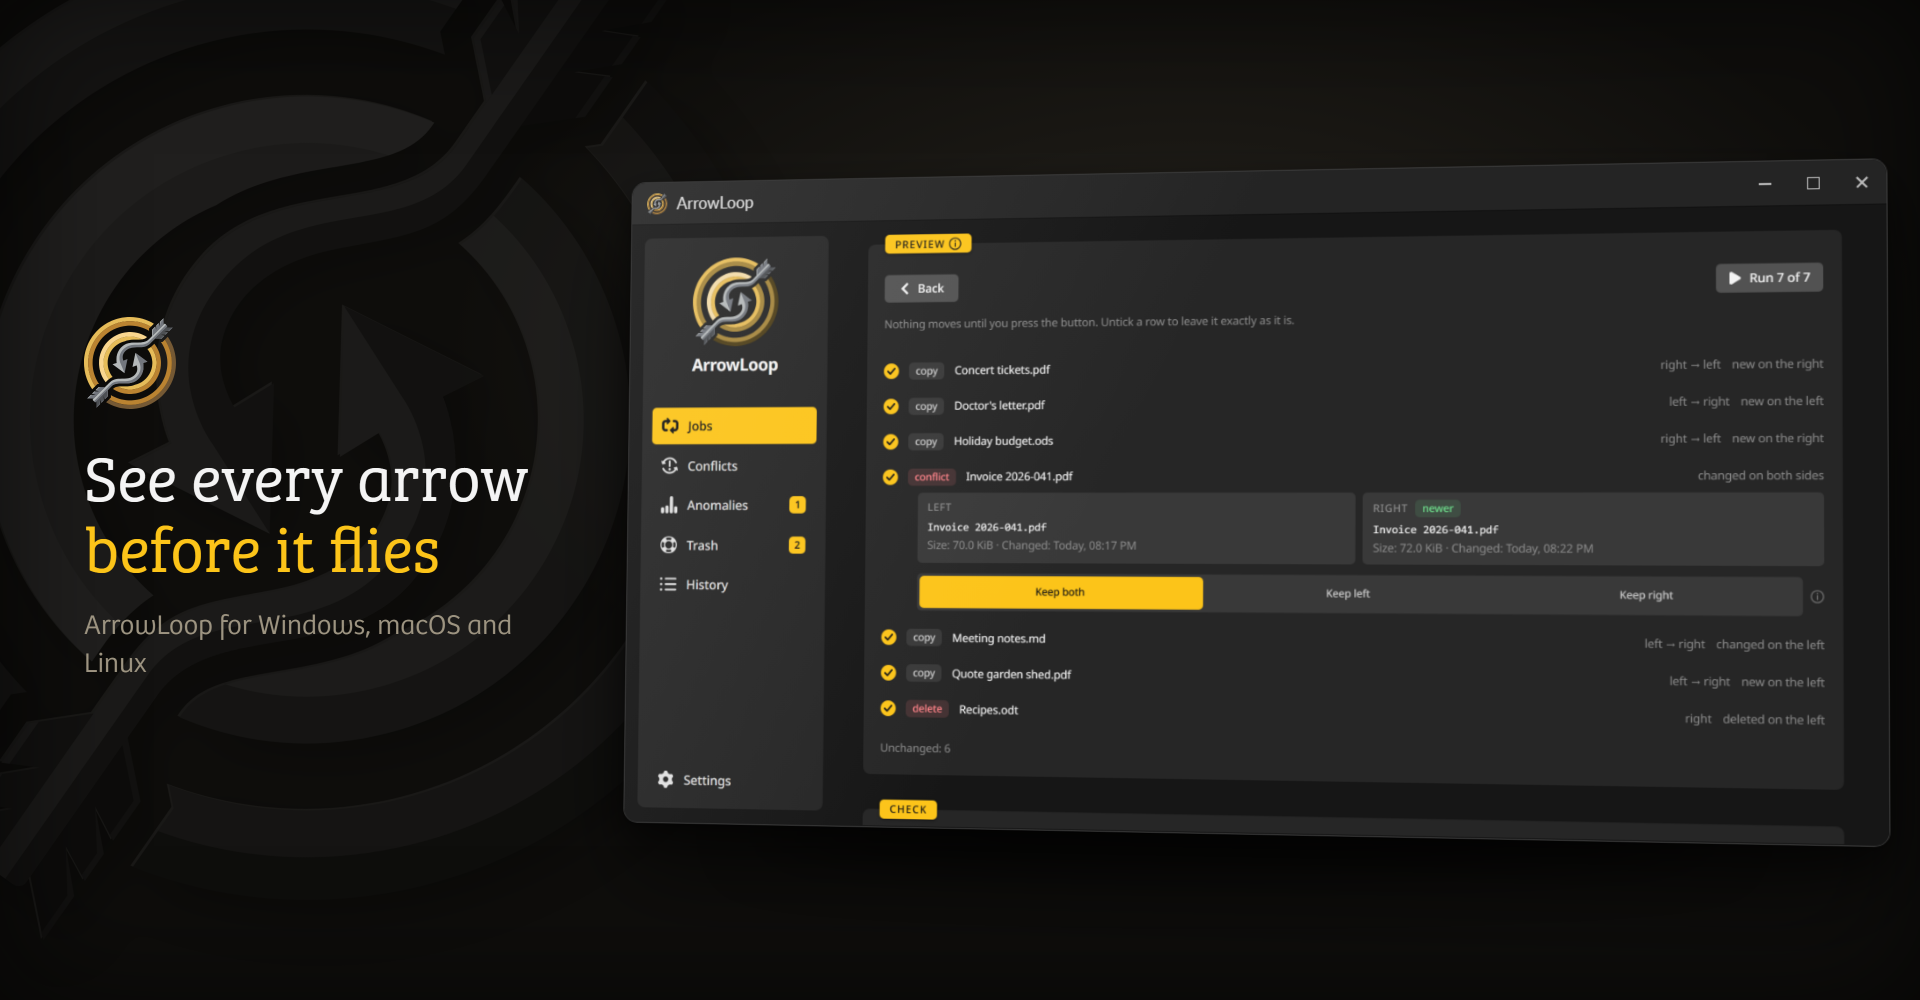 See every arrow
before it flies
ArrowLoop for Windows, macOS and
Linux
ArrowLoop
ArrowLoop
Jobs
Conflicts
Anomalies 1
Trash 2
History
Settings
PREVIEW
Back
Run 7 of 7
Nothing moves until you press the button. Untick a row to leave it exactly as it is.
copy Concert tickets.pdf right → left new on the right
copy Doctor's letter.pdf left → right new on the left
copy Holiday budget.ods right → left new on the right
conflict Invoice 2026-041.pdf changed on both sides
LEFT
Invoice 2026-041.pdf
Size: 70.0 KiB · Changed: Today, 08:17 PM
RIGHT newer
Invoice 2026-041.pdf
Size: 72.0 KiB · Changed: Today, 08:22 PM
Keep both Keep left Keep right
copy Meeting notes.md left → right changed on the left
copy Quote garden shed.pdf left → right new on the left
delete Recipes.odt right deleted on the left
Unchanged: 6
CHECK